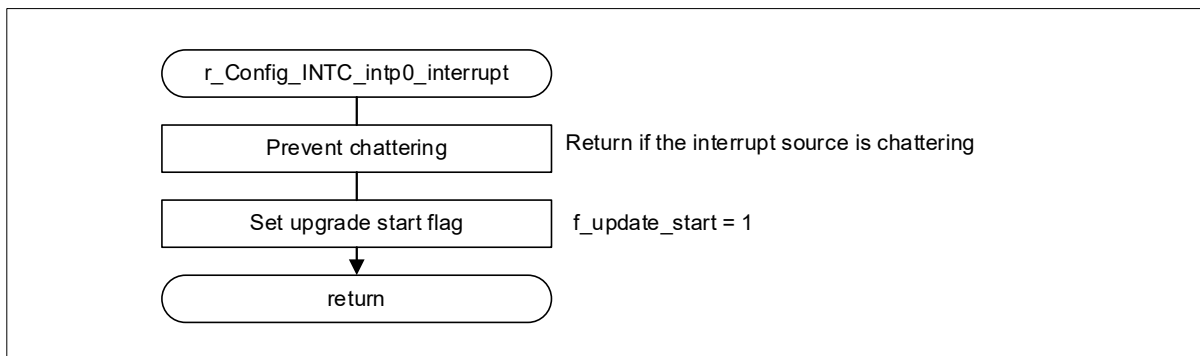 r_Config_INTC_intp0_interrupt
Prevent chattering
Return if the interrupt source is chattering
Set upgrade start flag
f_update_start = 1
return